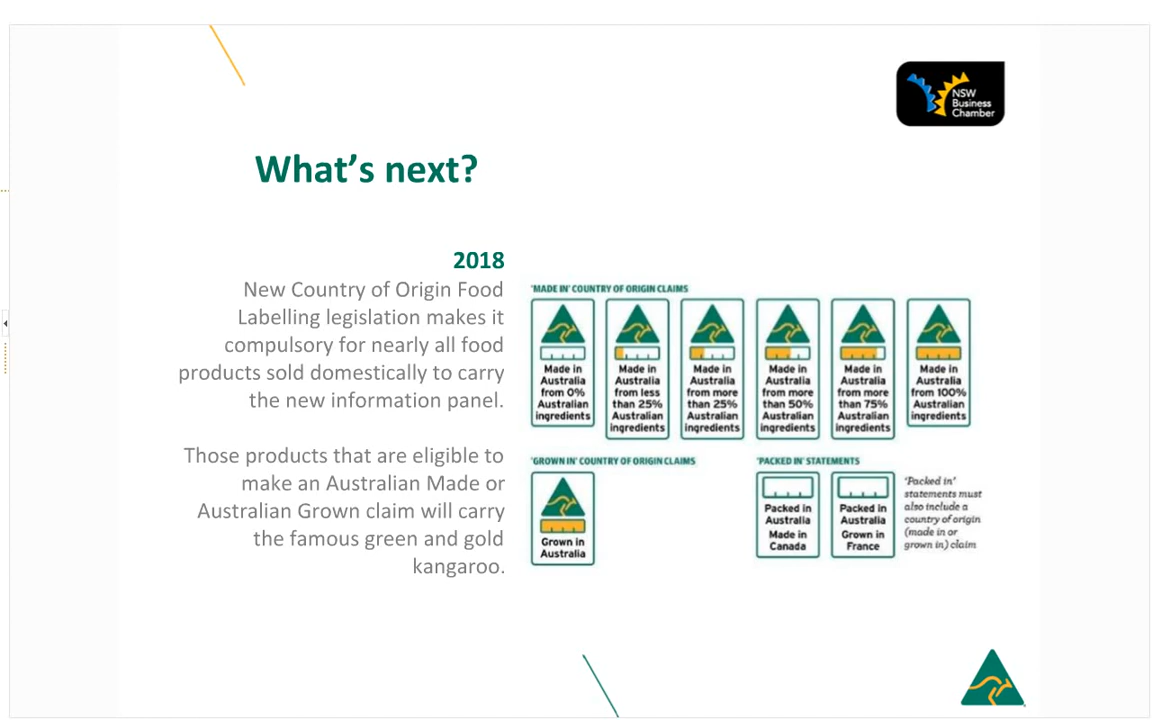 NSW
Business
Chamber
What's next?
2018
New Country of Origin Food
Labelling legislation makes it
compulsory for nearly all food
products sold domestically to carry
the new information panel.
Those products that are eligible to
make an Australian Made or
Australian Grown claim will carry
the famous green and gold
kangaroo.
'MADE IN' COUNTRY OF ORIGIN CLAIMS
Made in
Australia
from 0%
Australian
ingredients
Made in
Australia
from less
than 25%
Australian
ingredients
Made in
Australia
from more
than 25%
Australian
ingredients
Made in
Australia
from more
than 50%
Australian
ingredients
Made in
Australia
from more
than 75%
Australian
ingredients
Made in
Australia
from 100%
Australian
ingredients
'GROWN IN' COUNTRY OF ORIGIN CLAIMS
Grown in
Australia
'PACKED IN' STATEMENTS
Packed in
Australia
Made in
Canada
Packed in
Australia
Grown in
France
'Packed in'
statements must
also include a
country of origin
(made in or
grown in) claim